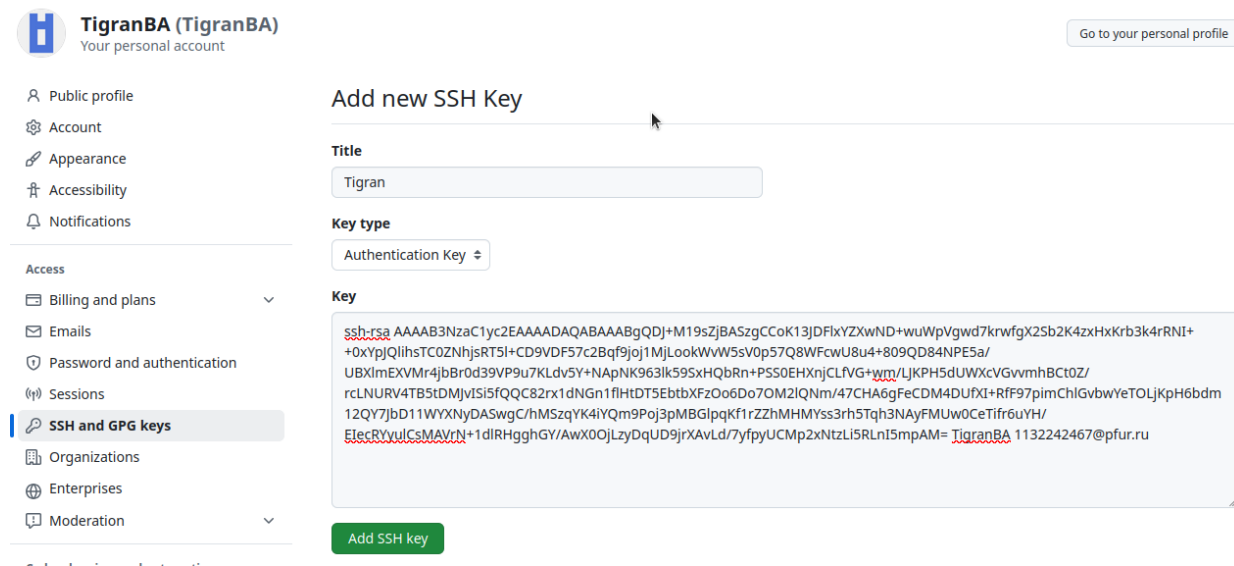 TigranBA (TigranBA)
Your personal account
Go to your personal profile
Public profile
Account
Appearance
Accessibility
Notifications
Access
Billing and plans
Emails
Password and authentication
Sessions
SSH and GPG keys
Organizations
Enterprises
Moderation
Add new SSH Key
Title
Tigran
Key type
Authentication Key
Key
ssh-rsa AAAAB3NzaC1yc2EAAAADAQABAAABgQDJ+M19sZjBASzgCCoK13JDFlxYZXwND+wuWpVgwd7krwfgX2Sb2K4zxHxKrb3k4rRNI+
+0xYpJQlihsTC0ZNhjsRT5l+CD9VDF57c2Bqf9joj1MjLookWvW5sV0p57Q8WFcwU8u4+809QD84NPE5a/
UBXlmEXVMr4jbBr0d39VP9u7KLdv5Y+NApNK963lk59SxHQbRn+PSS0EHXnjCLfVG+wm/LJKPH5dUWXcVGvvmhBCt0Z/
rcLNURV4TB5tDMJvISi5fQQC82rx1dNGn1flHtDT5EbtbXFzOo6Do7OM2lQNm/47CHA6gFeCDM4DUfXI+RfF97pimChlGvbwYeTOLjKpH6bdm
12QY7JbD11WYXNyDASwgC/hMSzqYK4iYQm9Poj3pMBGlpqKf1rZZhMHMYss3rh5Tqh3NAyFMUw0CeTifr6uYH/
EIecRYyulCsMAVrN+1dlRHgghGY/AwX0OjLzyDqUD9jrXAvLd/7yfpyUCMp2xNtzLi5RLnI5mpAM= TigranBA 1132242467@pfur.ru
Add SSH key